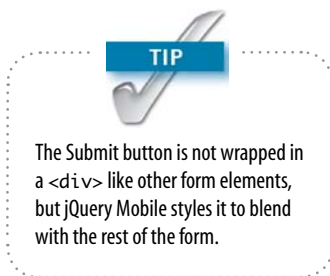 TIP
The Submit button is not wrapped in
a <div> like other form elements,
but jQuery Mobile styles it to blend
with the rest of the form.